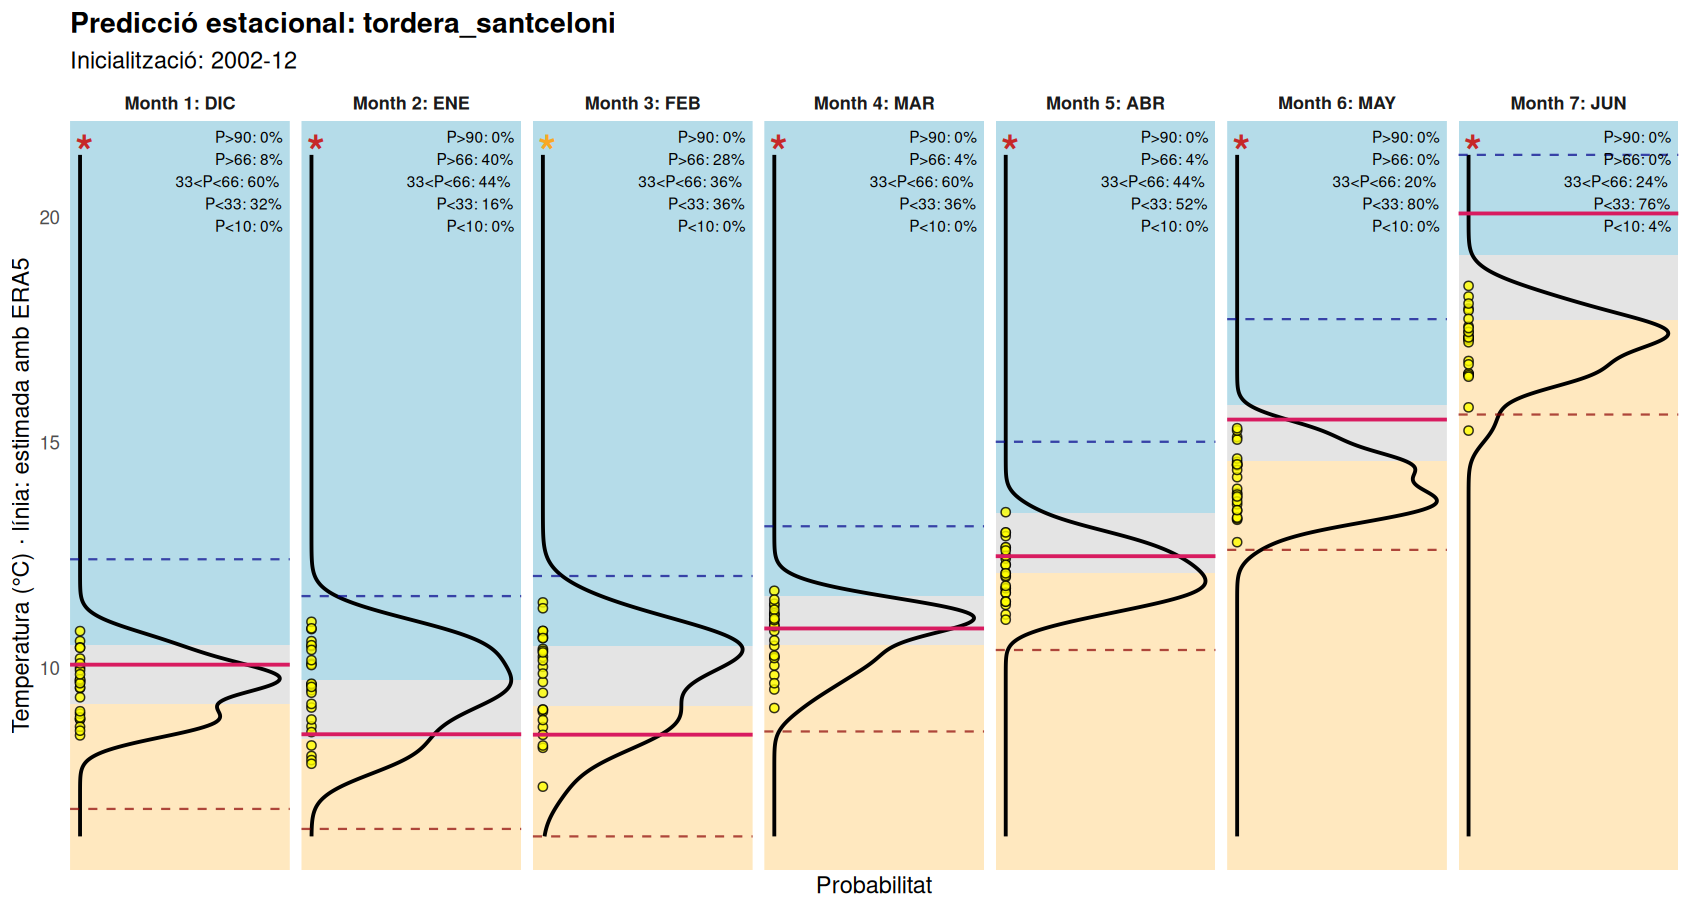 Predicció estacional: tordera_santceloni
Inicialització: 2002-12
Month 1: DIC
Month 2: ENE
Month 3: FEB
Month 4: MAR
Month 5: ABR
Month 6: MAY
Month 7: JUN
*
P>90: 0%
P>66: 8%
33<P<66: 60%
P<33: 32%
P<10: 0%
*
P>90: 0%
P>66: 40%
33<P<66: 44%
P<33: 16%
P<10: 0%
*
P>90: 0%
P>66: 28%
33<P<66: 36%
P<33: 36%
P<10: 0%
*
P>90: 0%
P>66: 4%
33<P<66: 60%
P<33: 36%
P<10: 0%
*
P>90: 0%
P>66: 4%
33<P<66: 44%
P<33: 52%
P<10: 0%
*
P>90: 0%
P>66: 0%
33<P<66: 20%
P<33: 80%
P<10: 0%
*
P>90: 0%
P>66: 0%
33<P<66: 24%
P<33: 76%
P<10: 4%
20
15
10
Temperatura (°C) · línia: estimada amb ERA5
Probabilitat